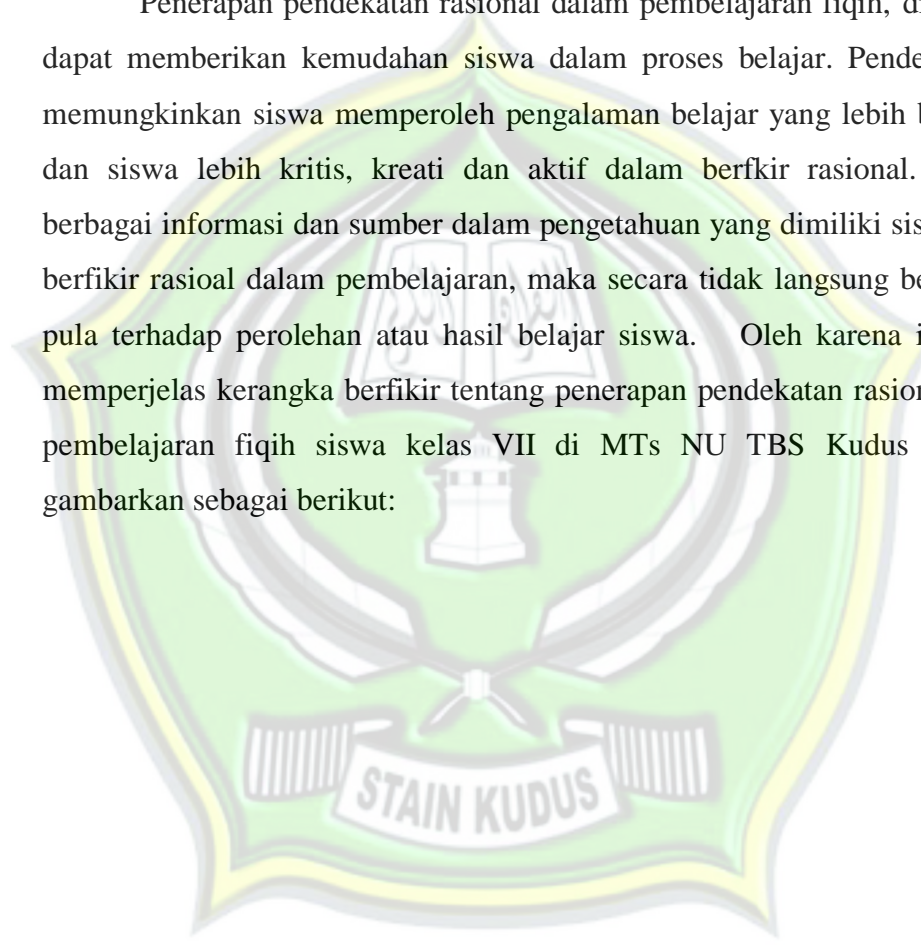 Penerapan pendekatan rasional dalam pembelajaran fiqih,
dapat memberikan kemudahan siswa dalam proses belajar.
memungkinkan siswa memperoleh pengalaman belajar yang lebih
dan siswa lebih kritis, kreati dan aktif dalam berfkir rasional.
berbagai informasi dan sumber dalam pengetahuan yang dimiliki
berfikir rasioal dalam pembelajaran, maka secara tidak langsung
pula terhadap perolehan atau hasil belajar siswa. Oleh karena
memperjelas kerangka berfikir tentang penerapan pendekatan
pembelajaran fiqih siswa kelas VII di MTs NU TBS Kudus
gambarkan sebagai berikut:
STAIN KUDUS